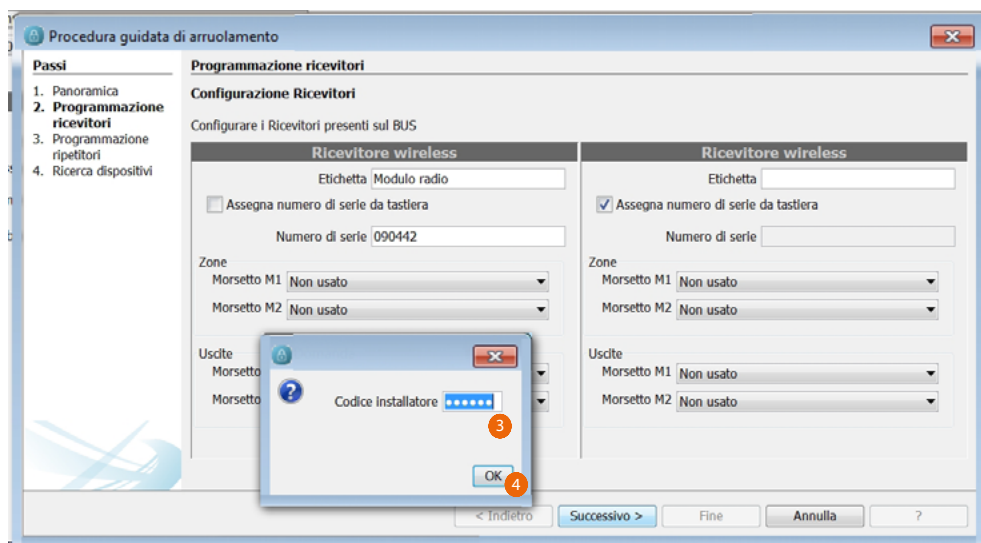 Procedura guidata di arruolamento
Passi
1. Panoramica
2. Programmazione
ricevitori
3. Programmazione
ripetitori
4. Ricerca dispositivi
Programmazione ricevitori
Configurazione Ricevitori
Configurare i Ricevitori presenti sul BUS
Ricevitore wireless
Etichetta Modulo radio
Assegna numero di serie da tastiera
Numero di serie 090442
Zone
Morsetto M1 Non usato
Morsetto M2 Non usato
Uscite
Morsetto
Morsetto
Ricevitore wireless
Etichetta
Assegna numero di serie da tastiera
Numero di serie
Zone
Morsetto M1 Non usato
Morsetto M2 Non usato
Uscite
Morsetto M1 Non usato
Morsetto M2 Non usato
Codice installatore ••••••
3
OK
4
< Indietro
Successivo >
Fine
Annulla
?